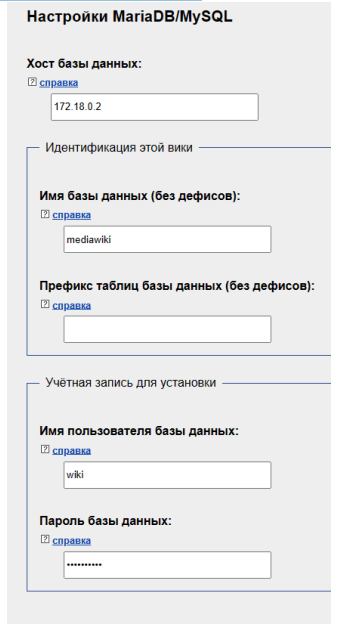 Настройки MariaDB/MySQL
Хост базы данных:
? справка
172.18.0.2
Идентификация этой вики
Имя базы данных (без дефисов):
? справка
mediawiki
Префикс таблиц базы данных (без дефисов):
? справка
Учётная запись для установки
Имя пользователя базы данных:
? справка
wiki
Пароль базы данных:
? справка
••••••••••